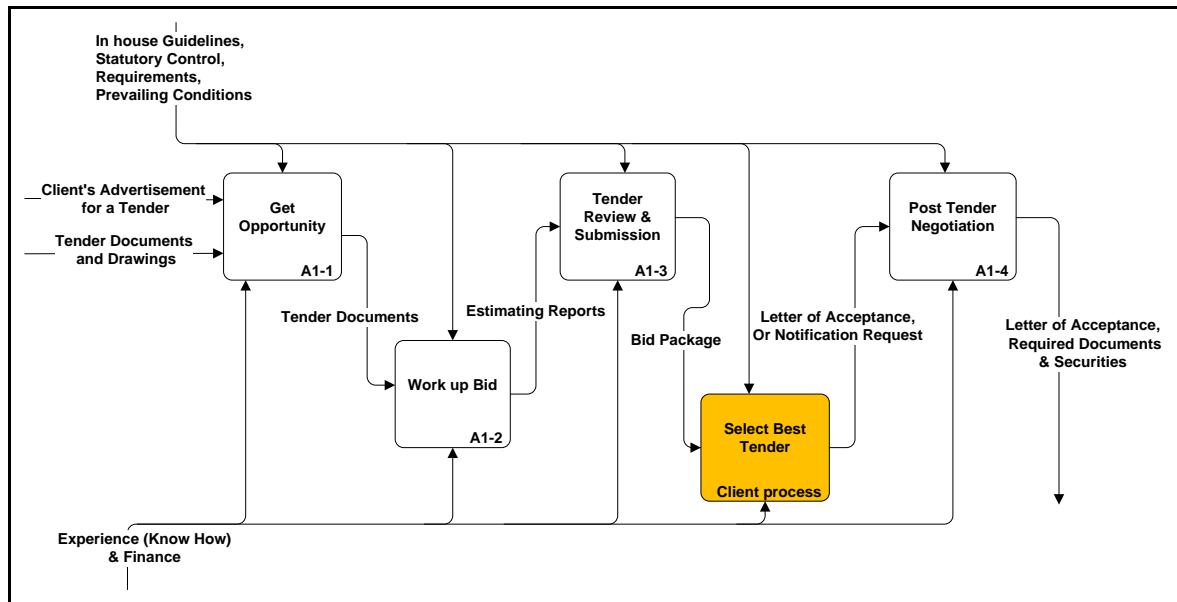 In house Guidelines,
Statutory Control,
Requirements,
Prevailing Conditions
Client's Advertisement
for a Tender
Tender Documents
and Drawings
Get
Opportunity
A1-1
Tender Documents
Work up Bid
A1-2
Estimating Reports
Tender
Review &
Submission
A1-3
Bid Package
Select Best
Tender
Client process
Letter of Acceptance,
Or Notification Request
Post Tender
Negotiation
A1-4
Letter of Acceptance,
Required Documents
& Securities
Experience (Know How)
& Finance